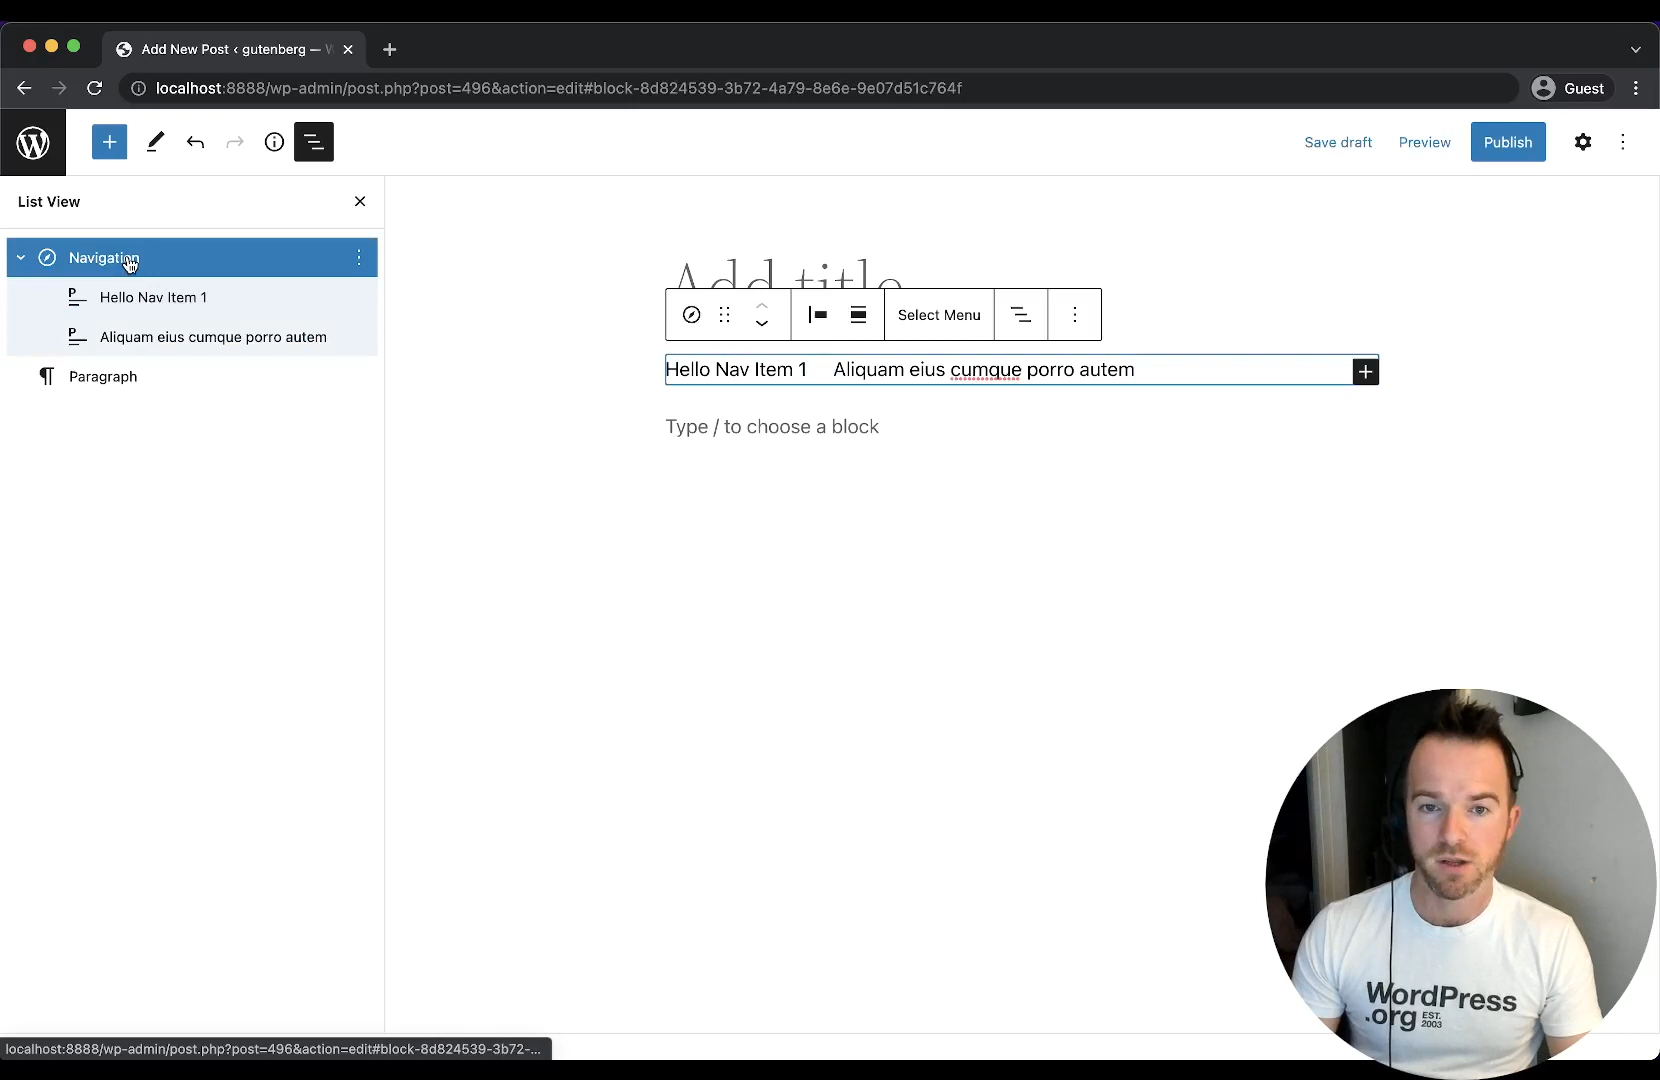 Add New Post ‹ gutenberg — W
localhost:8888/wp-admin/post.php?post=496&action=edit#block-8d824539-3b72-4a79-8e6e-9e07d51c764f
Guest
Save draft
Preview
Publish
List View
Navigation
Hello Nav Item 1
Aliquam eius cumque porro autem
Paragraph
Add title
Select Menu
Hello Nav Item 1 Aliquam eius cumque porro autem
Type / to choose a block
WordPress
.org EST.
2003
localhost:8888/wp-admin/post.php?post=496&action=edit#block-8d824539-3b72-...